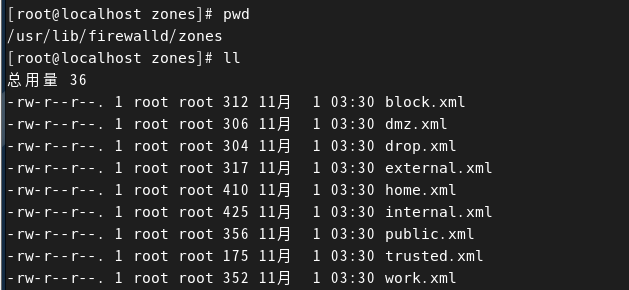 [root@localhost zones]# pwd
/usr/lib/firewalld/zones
[root@localhost zones]# ll
总用量 36
-rw-r--r--. 1 root root 312 11月  1 03:30 block.xml
-rw-r--r--. 1 root root 306 11月  1 03:30 dmz.xml
-rw-r--r--. 1 root root 304 11月  1 03:30 drop.xml
-rw-r--r--. 1 root root 317 11月  1 03:30 external.xml
-rw-r--r--. 1 root root 410 11月  1 03:30 home.xml
-rw-r--r--. 1 root root 425 11月  1 03:30 internal.xml
-rw-r--r--. 1 root root 356 11月  1 03:30 public.xml
-rw-r--r--. 1 root root 175 11月  1 03:30 trusted.xml
-rw-r--r--. 1 root root 352 11月  1 03:30 work.xml